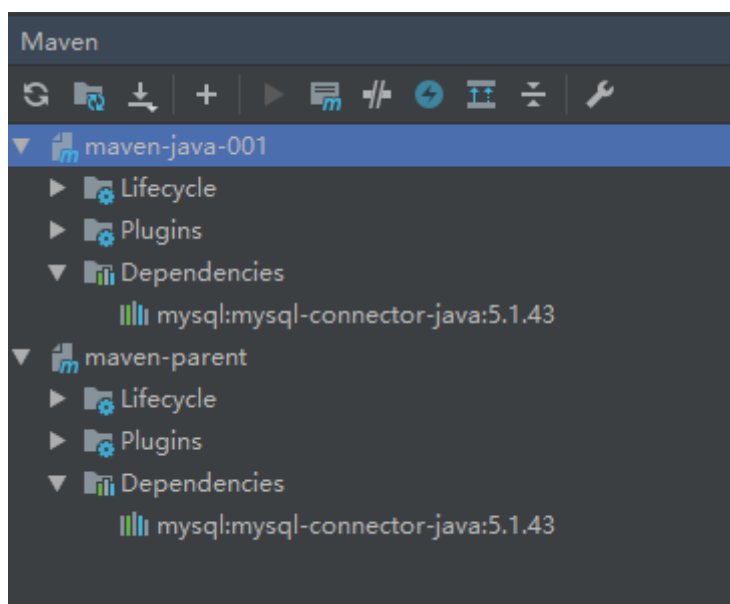 Maven
maven-java-001
Lifecycle
Plugins
Dependencies
mysql:mysql-connector-java:5.1.43
maven-parent
Lifecycle
Plugins
Dependencies
mysql:mysql-connector-java:5.1.43